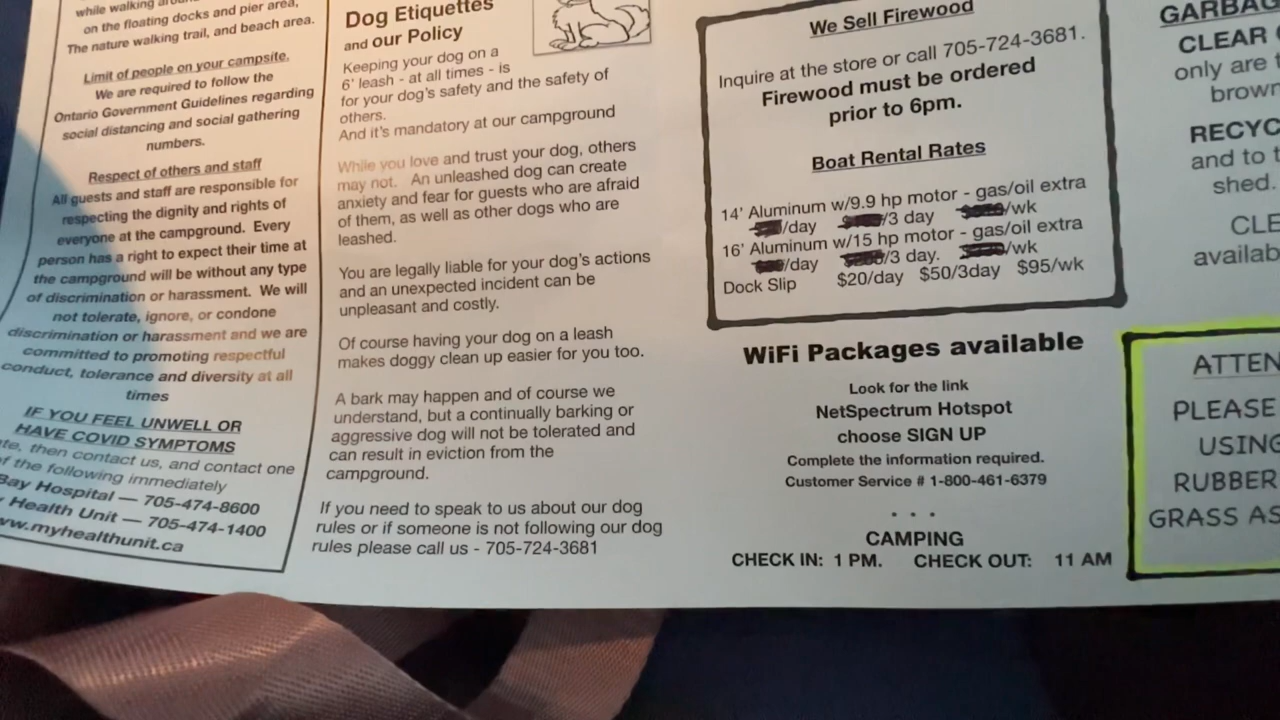 while walking around
on the floating docks and pier area,
The nature walking trail, and beach area.
Limit of people on your campsite.
We are required to follow the
Ontario Government Guidelines regarding
social distancing and social gathering
numbers.
Respect of others and staff
All guests and staff are responsible for
respecting the dignity and rights of
everyone at the campground. Every
person has a right to expect their time at
the campground will be without any type
of discrimination or harassment. We will
not tolerate, ignore, or condone
discrimination or harassment and we are
committed to promoting respectful
conduct, tolerance and diversity at all
times
IF YOU FEEL UNWELL OR
HAVE COVID SYMPTOMS
then contact us, and contact one
of the following immediately
Bay Hospital — 705-474-8600
Health Unit — 705-474-1400
www.myhealthunit.ca
Dog Etiquettes
and our Policy
Keeping your dog on a
6' leash - at all times - is
for your dog's safety and the safety of
others.
And it's mandatory at our campground
While you love and trust your dog, others
may not. An unleashed dog can create
anxiety and fear for guests who are afraid
of them, as well as other dogs who are
leashed.
You are legally liable for your dog's actions
and an unexpected incident can be
unpleasant and costly.
Of course having your dog on a leash
makes doggy clean up easier for you too.
A bark may happen and of course we
understand, but a continually barking or
aggressive dog will not be tolerated and
can result in eviction from the
campground.
If you need to speak to us about our dog
rules or if someone is not following our dog
rules please call us - 705-724-3681
We Sell Firewood
Inquire at the store or call 705-724-3681.
Firewood must be ordered
prior to 6pm.
Boat Rental Rates
14' Aluminum w/9.9 hp motor - gas/oil extra
/day /3 day /wk
16' Aluminum w/15 hp motor - gas/oil extra
/day /3 day. /wk
Dock Slip $20/day $50/3day $95/wk
WiFi Packages available
Look for the link
NetSpectrum Hotspot
choose SIGN UP
Complete the information required.
Customer Service # 1-800-461-6379
. . .
CAMPING
CHECK IN: 1 PM. CHECK OUT: 11 AM
GARBAG
CLEAR
only are
brown
RECYC
and to
shed.
CLE
availab
ATTEN
PLEASE
USING
RUBBER
GRASS AS